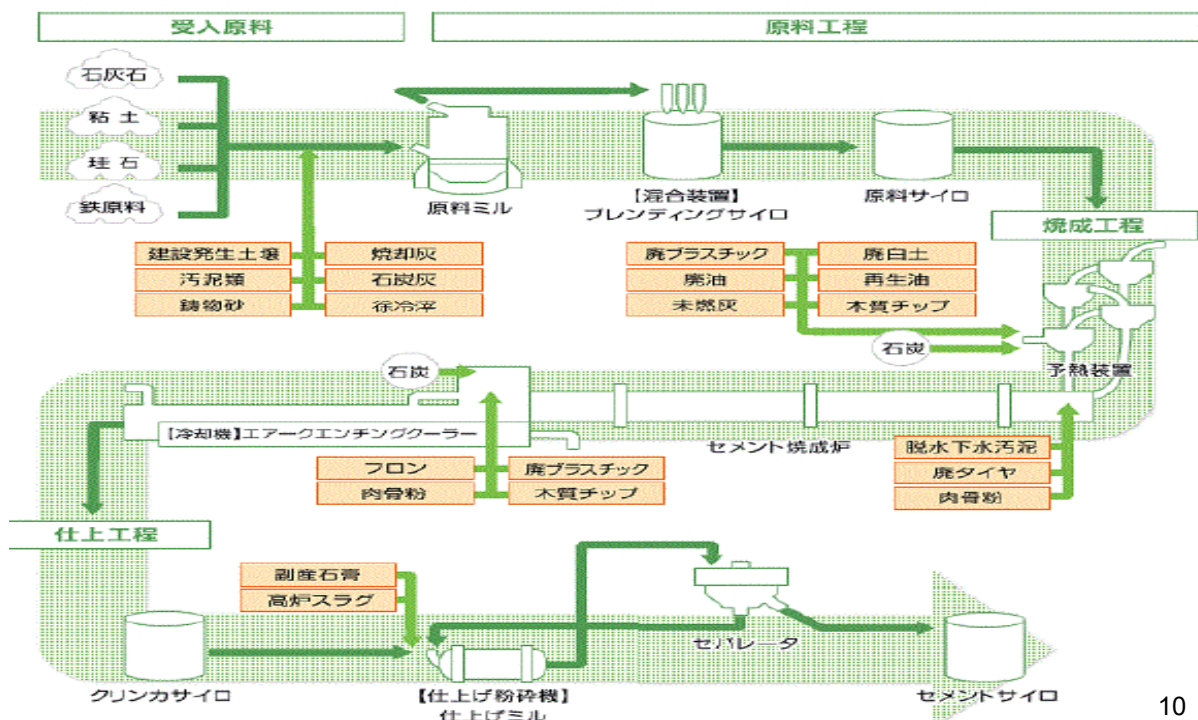 受入原料
原料工程
石灰石
粘土
珪石
鉄原料
原料ミル
【混合装置】
ブレンディングサイロ
原料サイロ
焼成工程
建設発生土壌
焼却灰
汚泥類
石炭灰
鋳物砂
徐冷滓
廃プラスチック
廃白土
廃油
再生油
未燃灰
木質チップ
石炭
予熱装置
石炭
【冷却機】エアークエンチングクーラー
セメント焼成炉
フロン
廃プラスチック
肉骨粉
木質チップ
脱水下水汚泥
廃タイヤ
肉骨粉
仕上工程
副産石膏
高炉スラグ
セパレータ
クリンカサイロ
【仕上げ粉砕機】
仕上げミル
セメントサイロ
10